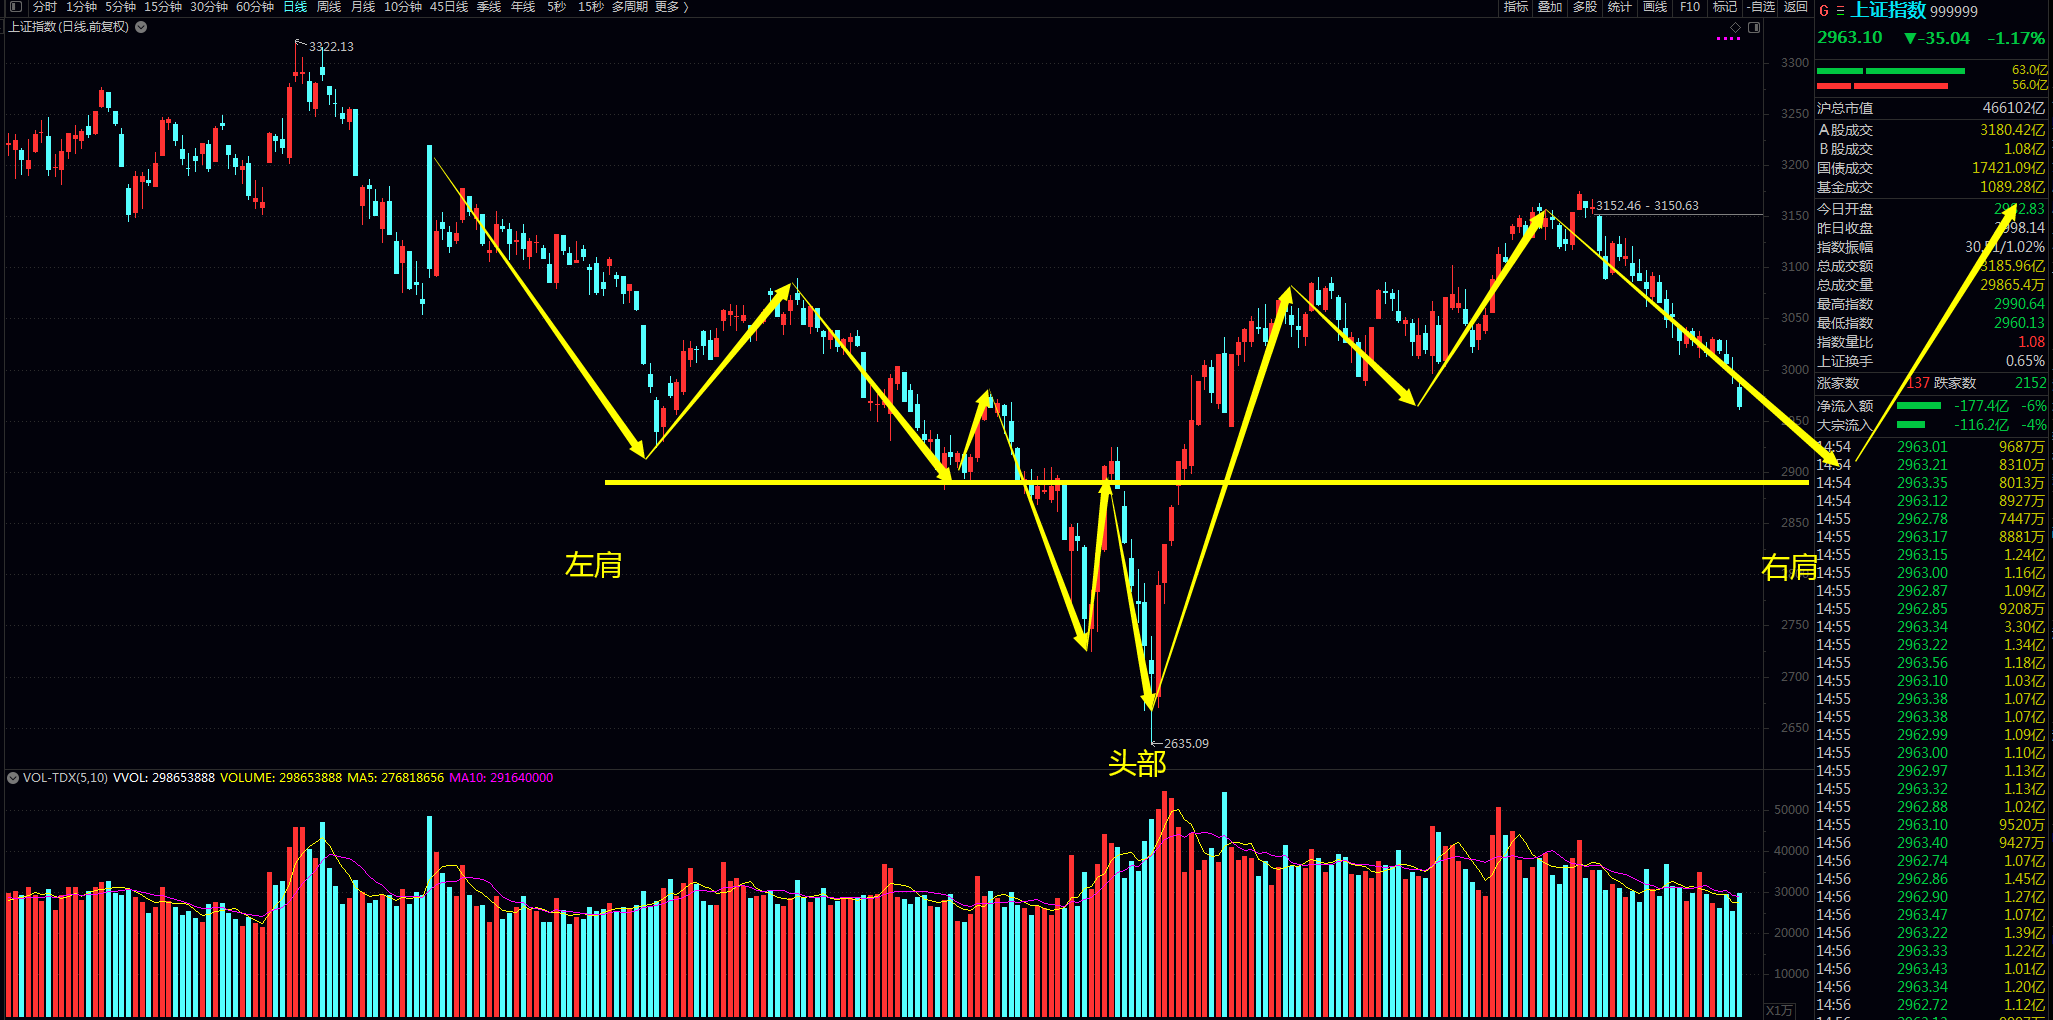 分时 1分钟 5分钟 15分钟 30分钟 60分钟 日线 周线 月线 10分钟 45日线 季线 年线 5秒 15秒 多周期 更多 〉
指标 叠加 多股 统计 画线 F10 标记 -自选 返回
G 上证指数 999999
上证指数(日线.前复权)
2963.10 ▼-35.04 -1.17%
3322.13
3152.46 - 3150.63
2635.09
左肩
头部
右肩
3300
3250
3200
3150
3100
3050
3000
2900
2850
2750
2700
2650
VOL-TDX(5,10) VVOL: 298653888 VOLUME: 298653888 MA5: 276818656 MA10: 291640000
50000
40000
30000
20000
10000
X1万
63.0亿
56.0亿
沪总市值 466102亿
A股成交 3180.42亿
B股成交 1.08亿
国债成交 17421.09亿
基金成交 1089.28亿
今日开盘
昨日收盘 2998.14
指数振幅
总成交额 3185.96亿
总成交量 29865.4万
最高指数 2990.64
最低指数 2960.13
指数量比 1.08
上证换手 0.65%
涨家数 137 跌家数 2152
净流入额 -177.4亿 -6%
大宗流入 -116.2亿 -4%
14:54 2963.01 9687万
14:54 2963.21 8310万
14:54 2963.35 8013万
14:54 2963.12 8927万
14:55 2962.78 7447万
14:55 2963.17 8881万
14:55 2963.15 1.24亿
14:55 2963.00 1.16亿
14:55 2962.87 1.09亿
14:55 2962.85 9208万
14:55 2963.34 3.30亿
14:55 2963.22 1.34亿
14:55 2963.56 1.18亿
14:55 2963.10 1.03亿
14:55 2963.38 1.07亿
14:55 2963.38 1.07亿
14:55 2962.99 1.09亿
14:55 2963.00 1.10亿
14:55 2962.97 1.13亿
14:55 2963.32 1.13亿
14:55 2962.88 1.02亿
14:55 2963.10 9520万
14:56 2963.40 9427万
14:56 2962.74 1.07亿
14:56 2962.86 1.45亿
14:56 2962.90 1.27亿
14:56 2963.47 1.07亿
14:56 2963.22 1.39亿
14:56 2963.33 1.22亿
14:56 2963.43 1.01亿
14:56 2963.34 1.20亿
14:56 2962.72 1.12亿